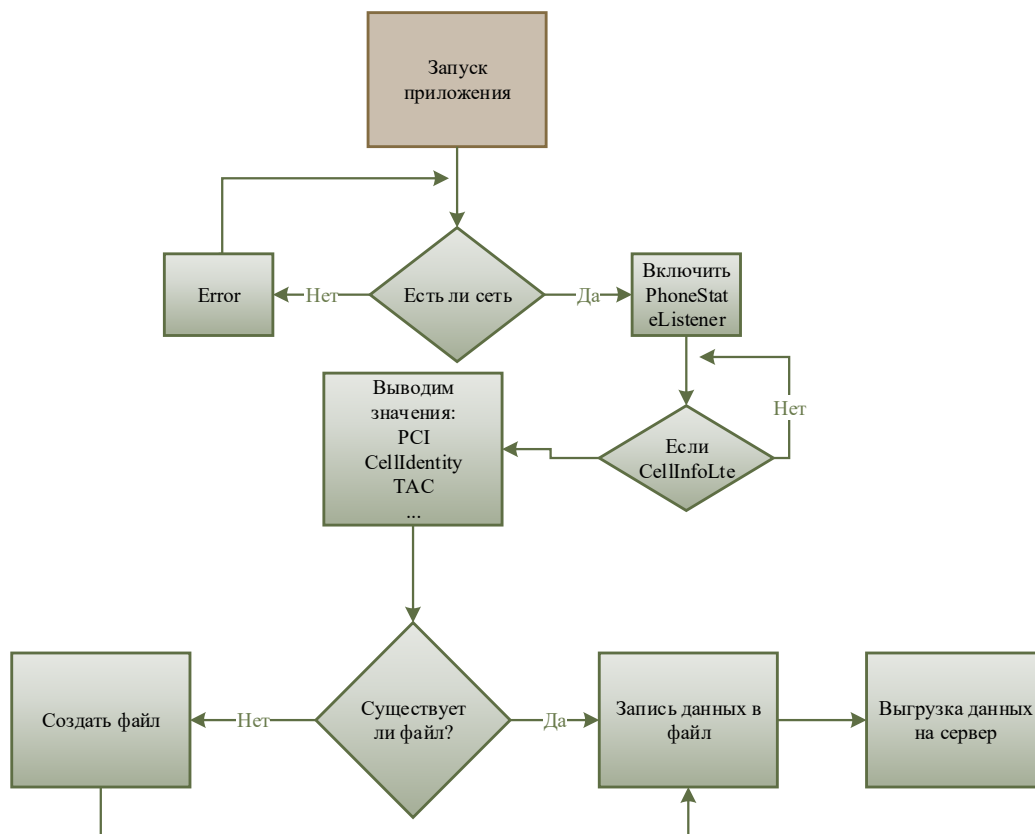 Запуск
приложения
Error
Нет
Есть ли сеть
Да
Включить
PhoneStat
eListener
Выводим
значения:
PCI
CellIdentity
TAC
...
Если
CellInfoLte
Нет
Создать файл
Нет
Существует
ли файл?
Да
Запись данных в
файл
Выгрузка данных
на сервер